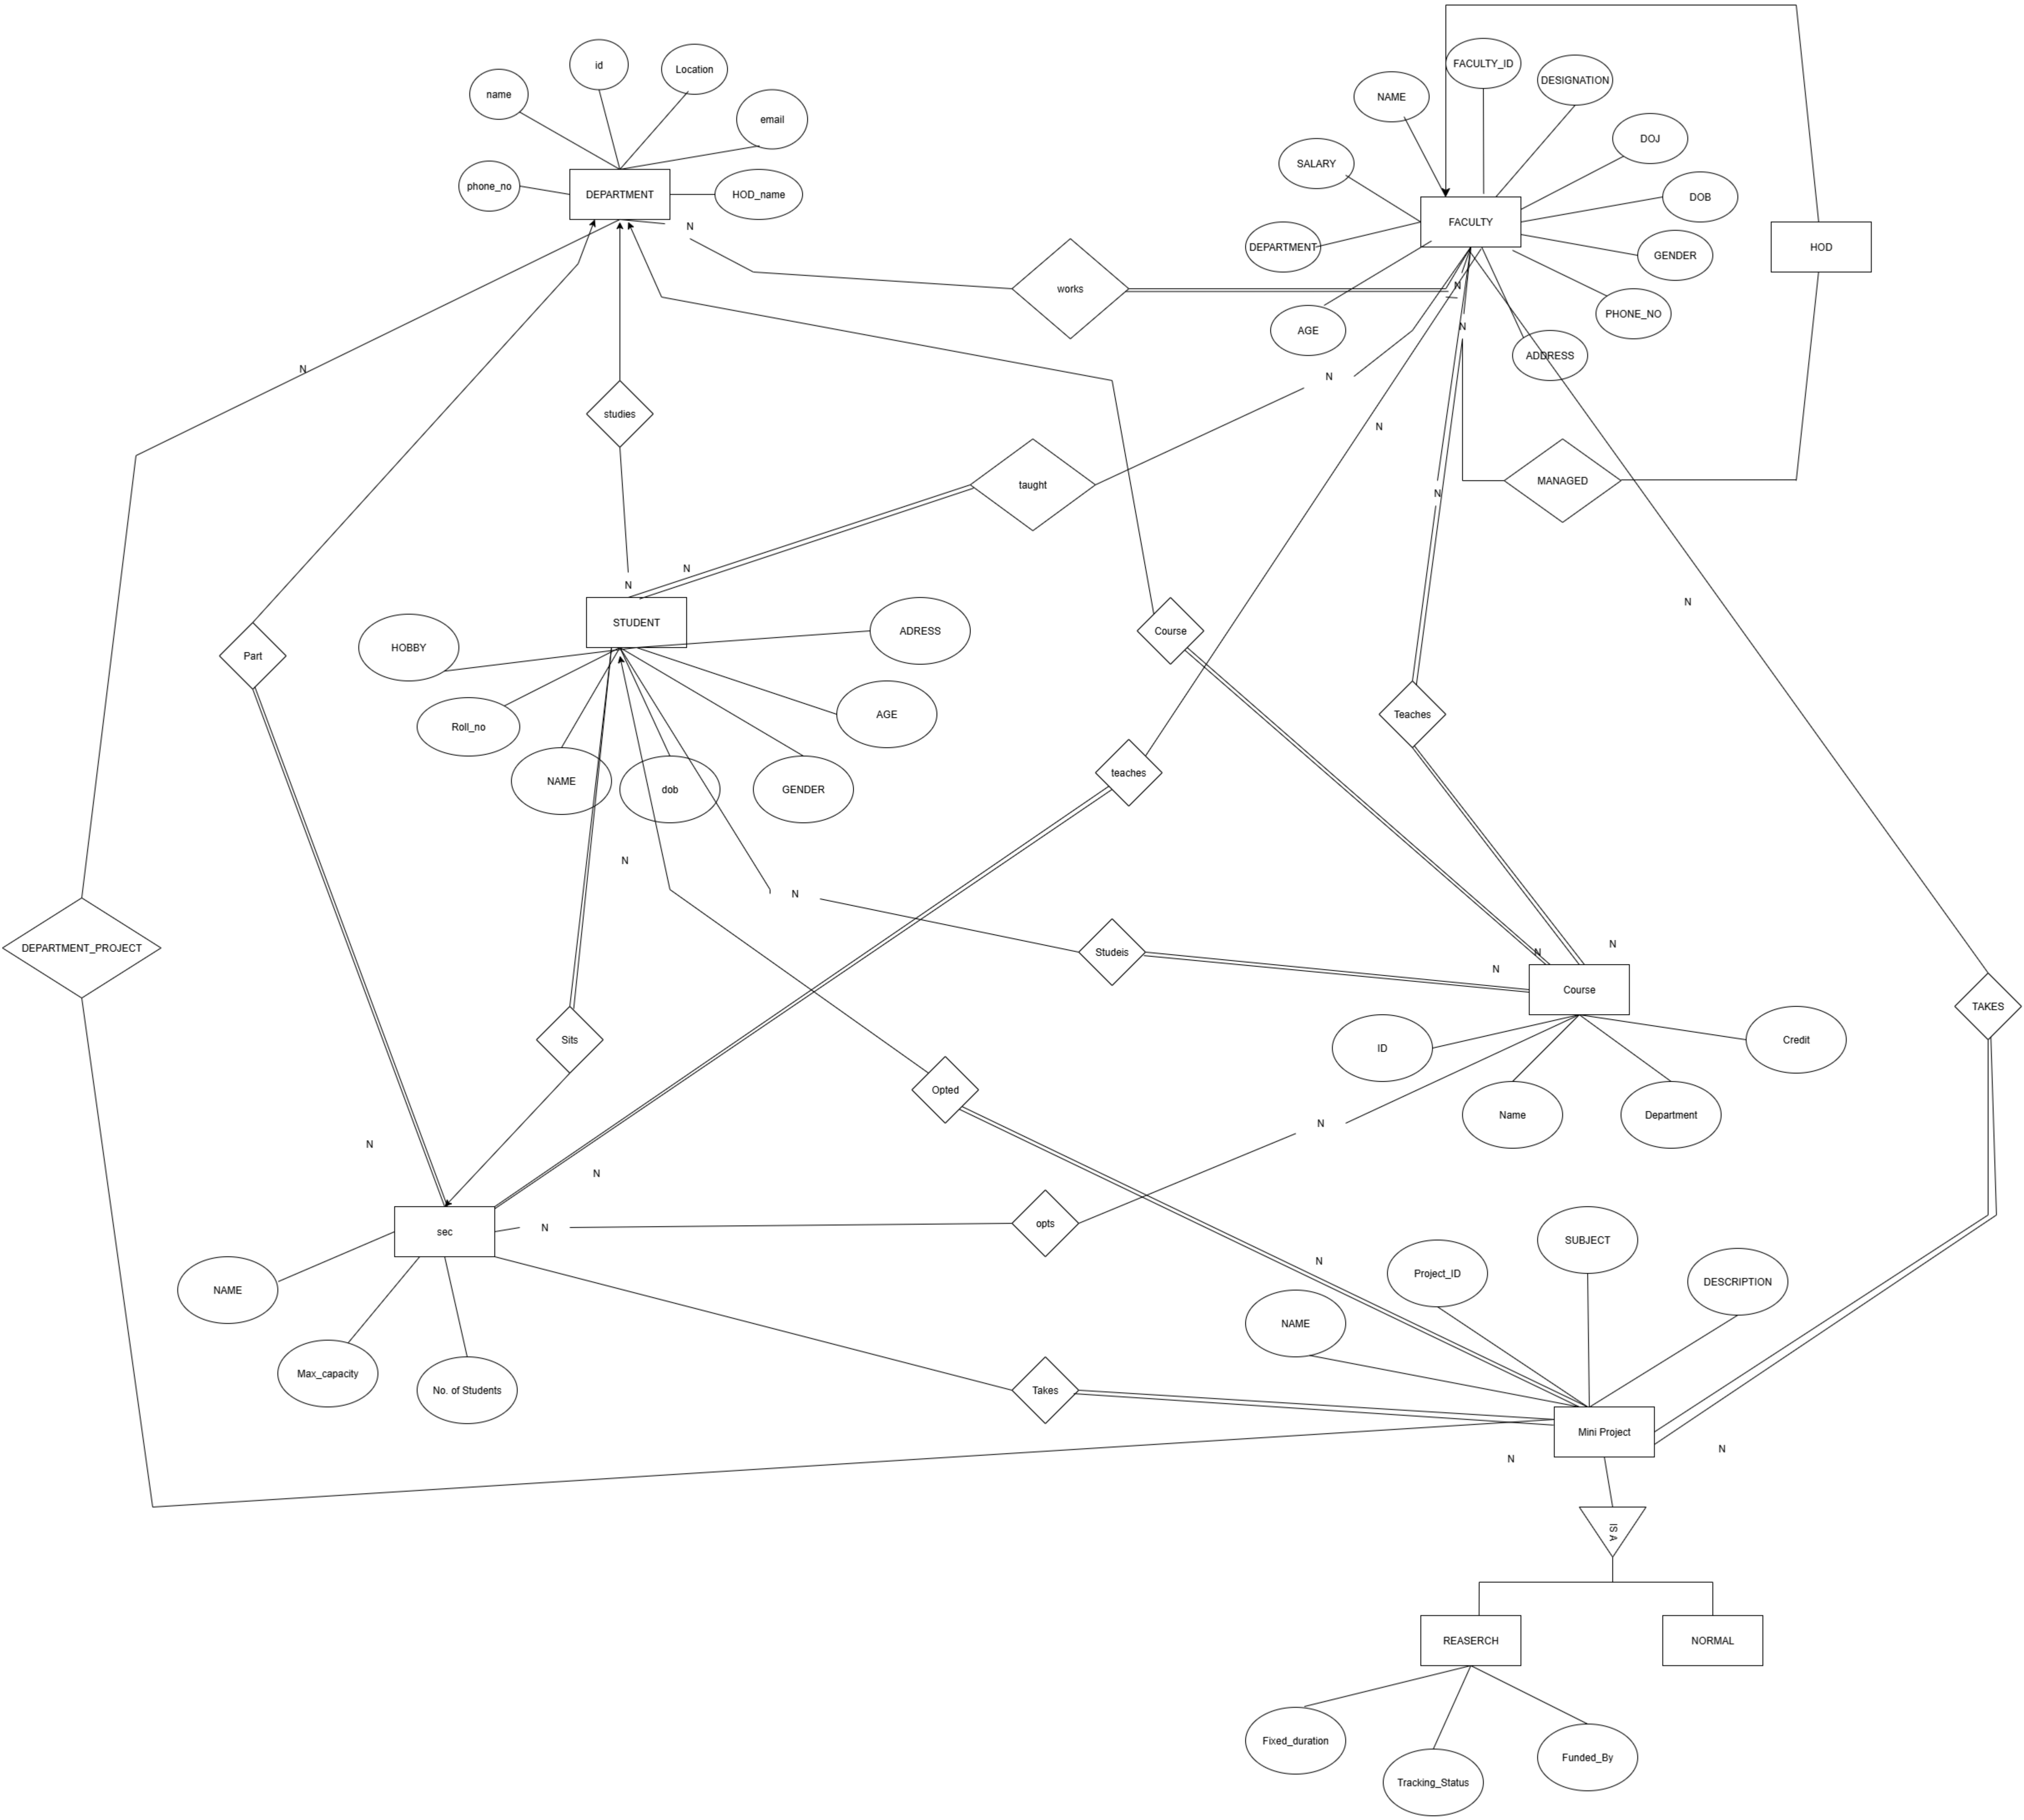 id
Location
name
email
phone_no
DEPARTMENT
HOD_name
N
FACULTY_ID
DESIGNATION
NAME
DOJ
SALARY
DOB
FACULTY
DEPARTMENT
GENDER
HOD
works
N
PHONE_NO
AGE
N
ADDRESS
N
N
studies
N
taught
MANAGED
N
N
N
N
STUDENT
HOBBY
ADRESS
Course
Part
Roll_no
AGE
Teaches
NAME
dob
GENDER
teaches
N
N
DEPARTMENT_PROJECT
Studeis
N
N
N
Course
TAKES
Sits
ID
Credit
Opted
Name
Department
N
N
N
sec
N
opts
N
SUBJECT
Project_ID
DESCRIPTION
NAME
NAME
Max_capacity
No. of Students
Takes
Mini Project
N
N
IS A
REASERCH
NORMAL
Fixed_duration
Tracking_Status
Funded_By